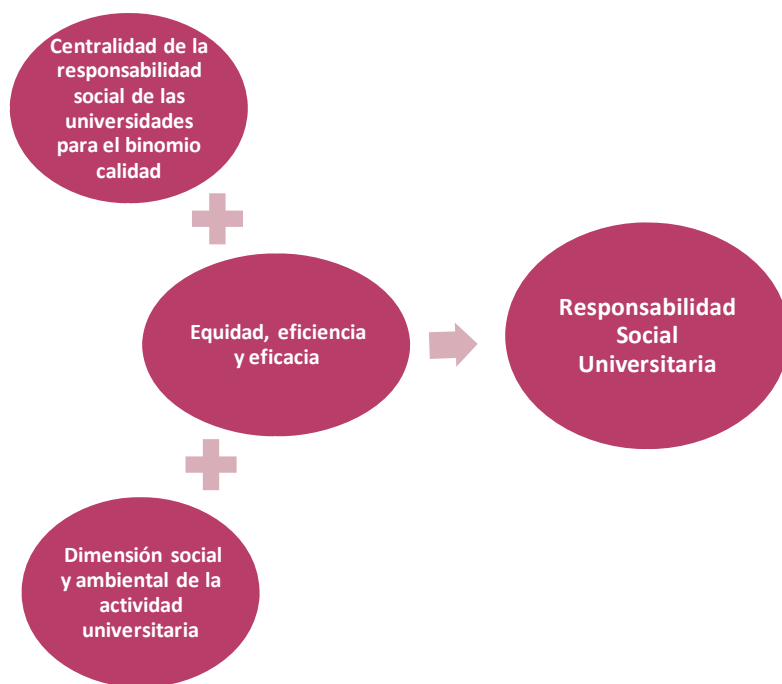 Centralidad de la
responsabilidad
social de las
universidades
para el binomio
calidad
Equidad, eficiencia
y eficacia
Responsabilidad
Social
Universitaria
Dimensión social
y ambiental de la
actividad
universitaria